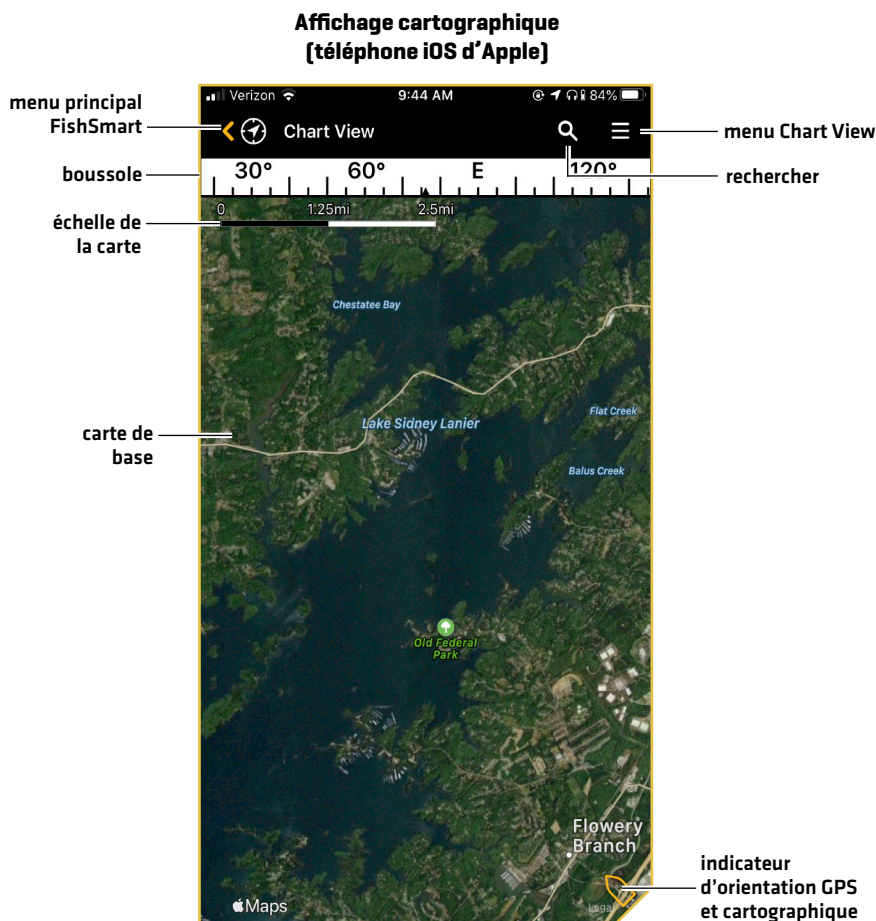 Affichage cartographique
(téléphone iOS d'Apple)
menu principal
FishSmart
Verizon
9:44 AM
84%
Chart View
menu Chart View
rechercher
boussole
30°
60°
E
120°
échelle de
la carte
0
1.25mi
2.5mi
Chestatee Bay
Lake Sidney Lanier
Flat Creek
Balus Creek
carte de
base
Old Federal
Park
Flowery
Branch
Maps
Legal
indicateur
d'orientation GPS
et cartographique